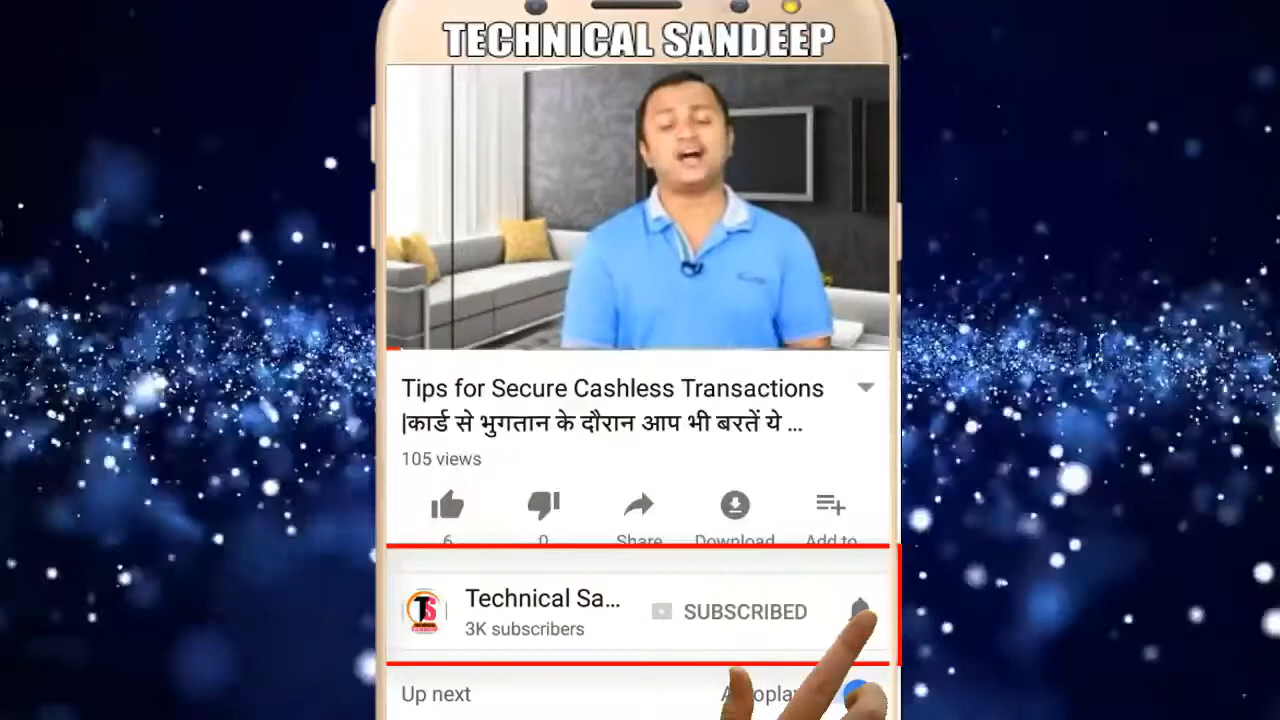 TECHNICAL SANDEEP
Tips for Secure Cashless Transactions
|कार्ड से भुगतान के दौरान आप भी बरतें ये ...
105 views
6 0 Share Download Add to
TS
Technical Sa...
SUBSCRIBED
3K subscribers
Up next